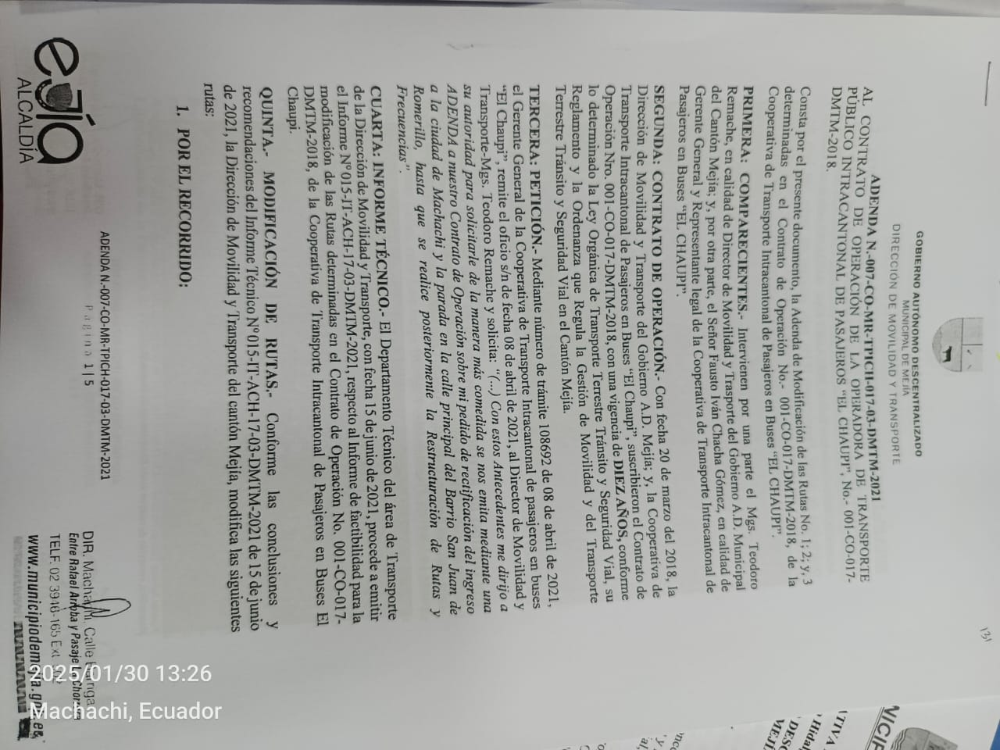 131
GOBIERNO AUTÓNOMO DESCENTRALIZADO
MUNICIPAL DE MEJÍA
DIRECCIÓN DE MOVILIDAD Y TRANSPORTE
ADENDA N.-007-CO-MR-TPICH-017-03-DMTM-2021
AL CONTRATO DE OPERACIÓN DE LA OPERADORA DE TRANSPORTE
PÚBLICO INTRACANTONAL DE PASAJEROS "EL CHAUPI", No.- 001-CO-017-
DMTM-2018.
Consta por el presente documento, la Adenda de Modificación de las Rutas No. 1; 2; y, 3
determinadas en el Contrato de Operación No.- 001-CO-017-DMTM-2018, de la
Cooperativa de Transporte Intracantonal de Pasajeros en Buses "EL CHAUPI".
PRIMERA: COMPARECIENTES.- Intervienen por una parte el Mgs. Teodoro
Remache, en calidad de Director de Movilidad y Trasporte del Gobierno A.D. Municipal
del Cantón Mejía; y, por otra parte, el Señor Fausto Iván Chacha Gómez, en calidad de
Gerente General y Representante legal de la Cooperativa de Transporte Intracantonal de
Pasajeros en Buses "EL CHAUPI".
SEGUNDA: CONTRATO DE OPERACIÓN.- Con fecha 20 de marzo del 2018, la
Dirección de Movilidad y Transporte del Gobierno A.D. Mejía; y, la Cooperativa de
Transporte Intracantonal de Pasajeros en Buses "El Chaupi", suscribieron el Contrato de
Operación Nro. 001-CO-017-DMTM-2018, con una vigencia de DIEZ AÑOS, conforme
lo determinado la Ley Orgánica de Transporte Terrestre Tránsito y Seguridad Vial, su
Reglamento y la Ordenanza que Regula la Gestión de Movilidad y del Transporte
Terrestre Tránsito y Seguridad Vial en el Cantón Mejía.
TERCERA: PETICIÓN.- Mediante número de trámite 108692 de 08 de abril de 2021,
el Gerente General de la Cooperativa de Transporte Intracantonal de pasajeros en buses
"El Chaupi", remite el oficio s/n de fecha 08 de abril de 2021, al Director de Movilidad y
Transporte-Mgs. Teodoro Remache y solicita: "(...) Con estos Antecedentes me dirijo a
su autoridad para solicitarle de la manera más comedida se nos emita mediante una
ADENDA a nuestro Contrato de Operación sobre mi pedido de rectificación del ingreso
a la ciudad de Machachi y la parada en la calle principal del Barrio San Juan de
Romerillo, hasta que se realice posteriormente la Restructuración de Rutas y
Frecuencias".
CUARTA: INFORME TÉCNICO.- El Departamento Técnico del área de Transporte
de la Dirección de Movilidad y Transporte, con fecha 15 de junio de 2021, procede a emitir
el Informe N° 015-IT-ACH-17-03-DMTM-2021, respecto al Informe de factibilidad para la
modificación de las Rutas determinadas en el Contrato de Operación No. 001-CO-017-
DMTM-2018, de la Cooperativa de Transporte Intracantonal de Pasajeros en Buses El
Chaupi.
QUINTA.- MODIFICACIÓN DE RUTAS.- Conforme las conclusiones y
recomendaciones del Informe Técnico N° 015-IT-ACH-17-03-DMTM-2021 de 15 de junio
de 2021, la Dirección de Movilidad y Transporte del cantón Mejía, modifica las siguientes
rutas:
1. POR EL RECORRIDO:
ADENDA N.-007-CO-MR-TPICH-017-03-DMTM-2021
Página 1|5
ejía
ALCALDÍA
DIR. Machachi, Calle
Entre Rafael Arroba y Pasaje La
TELF. 02 3946-165 Ext.
www.municipiodemejia.gob.ec
2025/01/30 13:26
Machachi, Ecuador